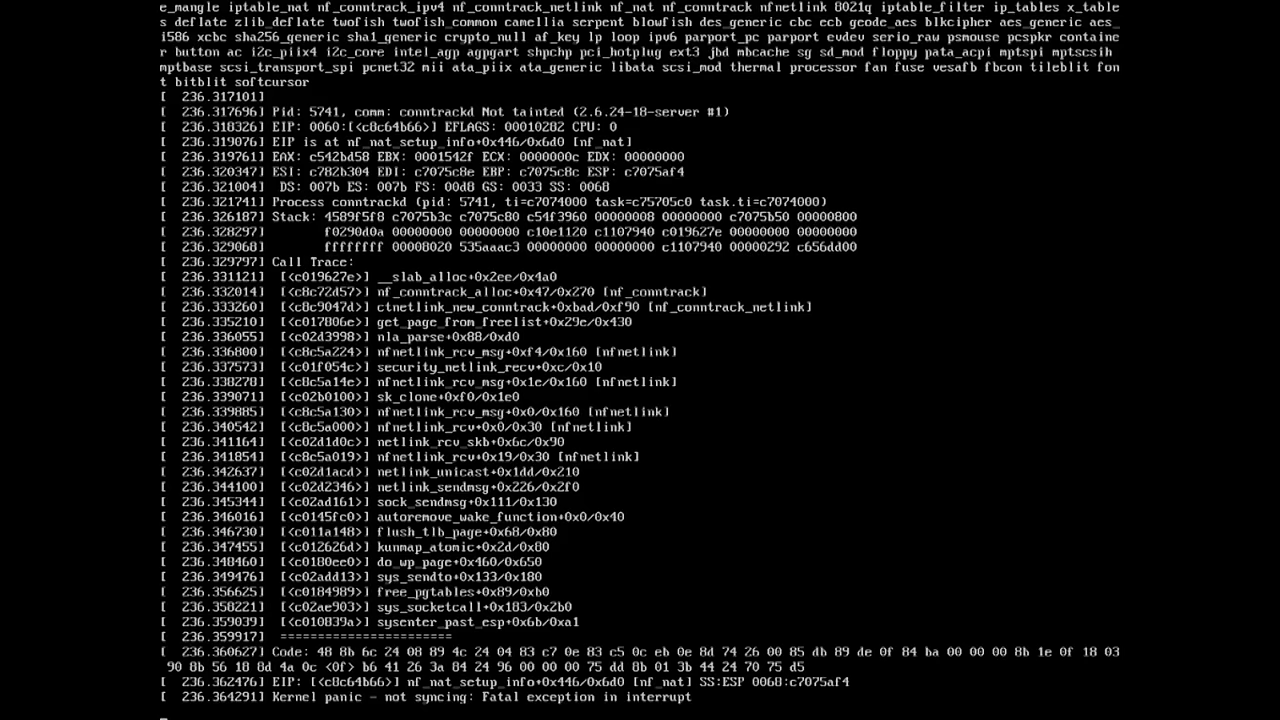 e_mangle iptable_nat nf_conntrack_ipv4 nf_conntrack_netlink nf_nat nf_conntrack nfnetlink 8021q iptable_filter ip_tables x_table
s deflate zlib_deflate twofish twofish_common camellia serpent blowfish des_generic cbc ecb geode_aes blkcipher aes_generic aes_
i586 xcbc sha256_generic sha1_generic crypto_null af_key lp loop ipv6 parport_pc parport evdev serio_raw psmouse pcspkr containe
r button ac i2c_piix4 i2c_core intel_agp agpgart shpchp pci_hotplug ext3 jbd mbcache sg sd_mod floppy pata_acpi mptspi mptscsih
mptbase scsi_transport_spi pcnet32 mii ata_piix ata_generic libata scsi_mod thermal processor fan fuse vesafb fbcon tileblit fon
t bitblit softcursor
[  236.317101]
[  236.317696] Pid: 5741, comm: conntrackd Not tainted (2.6.24-18-server #1)
[  236.318326] EIP: 0060:[<c8c64b66>] EFLAGS: 00010282 CPU: 0
[  236.319076] EIP is at nf_nat_setup_info+0x446/0x6d0 [nf_nat]
[  236.319761] EAX: c542bd58 EBX: 0001542f ECX: 0000000c EDX: 00000000
[  236.320347] ESI: c782b304 EDI: c7075c8e EBP: c7075c8c ESP: c7075af4
[  236.321004]  DS: 007b ES: 007b FS: 00d8 GS: 0033 SS: 0068
[  236.321741] Process conntrackd (pid: 5741, ti=c7074000 task=c75705c0 task.ti=c7074000)
[  236.326187] Stack: 4589f5f8 c7075b3c c7075c80 c54f3960 00000008 00000000 c7075b50 00000800
[  236.328297]        f0290d0a 00000000 00000000 c10e1120 c1107940 c019627e 00000000 00000000
[  236.329068]        ffffffff 00008020 535aaac3 00000000 00000000 c1107940 00000292 c656dd00
[  236.329797] Call Trace:
[  236.331121]  [<c019627e>] __slab_alloc+0x2ee/0x4a0
[  236.332014]  [<c8c72d57>] nf_conntrack_alloc+0x47/0x270 [nf_conntrack]
[  236.333260]  [<c8c9047d>] ctnetlink_new_conntrack+0xbad/0xf90 [nf_conntrack_netlink]
[  236.335210]  [<c017806e>] get_page_from_freelist+0x29e/0x430
[  236.336055]  [<c02d3998>] nla_parse+0x88/0xd0
[  236.336800]  [<c8c5a224>] nfnetlink_rcv_msg+0xf4/0x160 [nfnetlink]
[  236.337573]  [<c01f054c>] security_netlink_recv+0xc/0x10
[  236.338278]  [<c8c5a14e>] nfnetlink_rcv_msg+0x1e/0x160 [nfnetlink]
[  236.339071]  [<c02b0100>] sk_clone+0xf0/0x1e0
[  236.339885]  [<c8c5a130>] nfnetlink_rcv_msg+0x0/0x160 [nfnetlink]
[  236.340542]  [<c8c5a000>] nfnetlink_rcv+0x0/0x30 [nfnetlink]
[  236.341164]  [<c02d1d0c>] netlink_rcv_skb+0x6c/0x90
[  236.341854]  [<c8c5a019>] nfnetlink_rcv+0x19/0x30 [nfnetlink]
[  236.342637]  [<c02d1acd>] netlink_unicast+0x1dd/0x210
[  236.344100]  [<c02d2346>] netlink_sendmsg+0x226/0x2f0
[  236.345344]  [<c02ad161>] sock_sendmsg+0x111/0x130
[  236.346016]  [<c0145fc0>] autoremove_wake_function+0x0/0x40
[  236.346730]  [<c011a148>] flush_tlb_page+0x68/0x80
[  236.347455]  [<c012626d>] kunmap_atomic+0x2d/0x80
[  236.348460]  [<c0180ee0>] do_wp_page+0x460/0x650
[  236.349476]  [<c02add13>] sys_sendto+0x133/0x180
[  236.356625]  [<c0184989>] free_pgtables+0x89/0xb0
[  236.358221]  [<c02ae903>] sys_socketcall+0x183/0x2b0
[  236.359039]  [<c010839a>] sysenter_past_esp+0x6b/0xa1
[  236.359917]  =======================
[  236.360627] Code: 48 8b 6c 24 08 89 4c 24 04 83 c7 0e 83 c5 0c eb 0e 8d 74 26 00 85 db 89 de 0f 84 ba 00 00 00 8b 1e 0f 18 03
90 8b 56 18 8d 4a 0c <0f> b6 41 26 3a 84 24 96 00 00 00 75 dd 8b 01 3b 44 24 70 75 d5
[  236.362476] EIP: [<c8c64b66>] nf_nat_setup_info+0x446/0x6d0 [nf_nat] SS:ESP 0068:c7075af4
[  236.364291] Kernel panic - not syncing: Fatal exception in interrupt